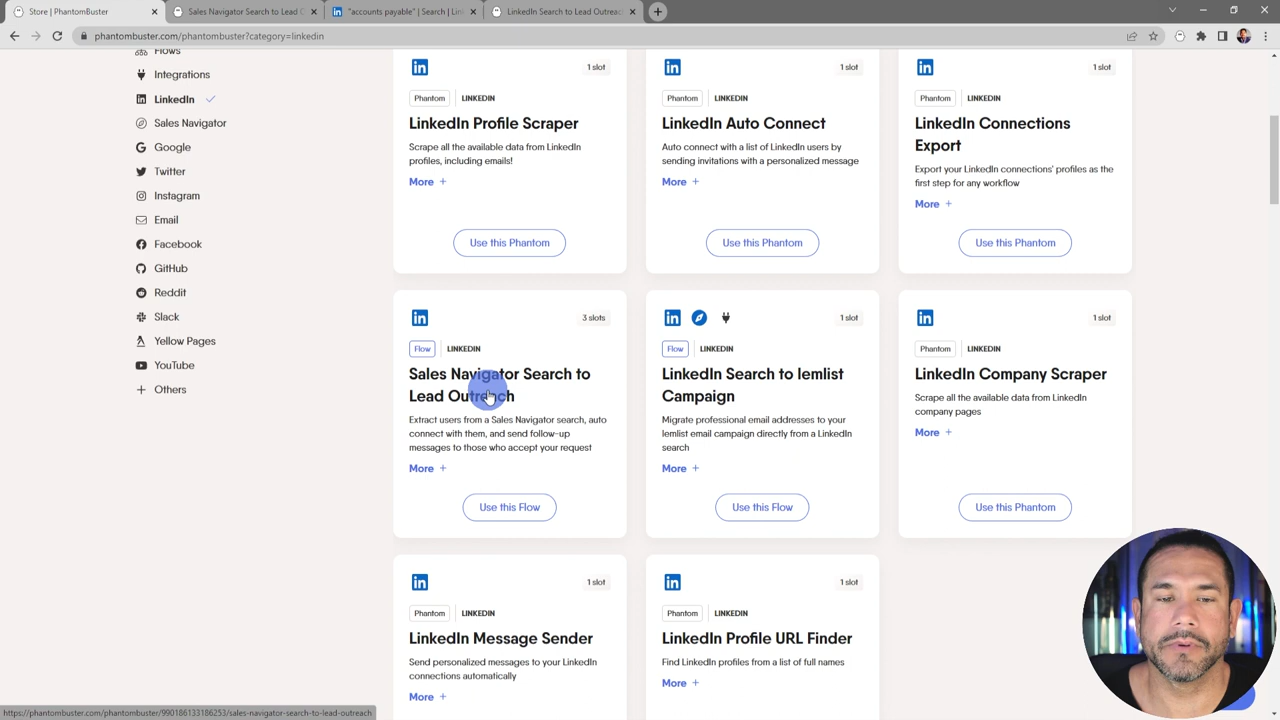 Store | PhantomBuster
Sales Navigator Search to Lead O
"accounts payable" | Search | Lin
LinkedIn Search to Lead Outreach
phantombuster.com/phantombuster?category=linkedin
Flows
Integrations
LinkedIn
Sales Navigator
Google
Twitter
Instagram
Email
Facebook
GitHub
Reddit
Slack
Yellow Pages
YouTube
Others
1 slot
Phantom LINKEDIN
LinkedIn Profile Scraper
Scrape all the available data from LinkedIn
profiles, including emails!
More +
Use this Phantom
1 slot
Phantom LINKEDIN
LinkedIn Auto Connect
Auto connect with a list of LinkedIn users by
sending invitations with a personalized message
More +
Use this Phantom
1 slot
Phantom LINKEDIN
LinkedIn Connections
Export
Export your LinkedIn connections' profiles as the
first step for any workflow
More +
Use this Phantom
3 slots
Flow LINKEDIN
Sales Navigator Search to
Lead Outreach
Extract users from a Sales Navigator search, auto
connect with them, and send follow-up
messages to those who accept your request
More +
Use this Flow
1 slot
Flow LINKEDIN
LinkedIn Search to lemlist
Campaign
Migrate professional email addresses to your
lemlist email campaign directly from a LinkedIn
search
More +
Use this Flow
1 slot
Phantom LINKEDIN
LinkedIn Company Scraper
Scrape all the available data from LinkedIn
company pages
More +
Use this Phantom
1 slot
Phantom LINKEDIN
LinkedIn Message Sender
Send personalized messages to your LinkedIn
connections automatically
More +
1 slot
Phantom LINKEDIN
LinkedIn Profile URL Finder
Find LinkedIn profiles from a list of full names
More +
https://phantombuster.com/phantombuster/990186133186253/sales-navigator-search-to-lead-outreach